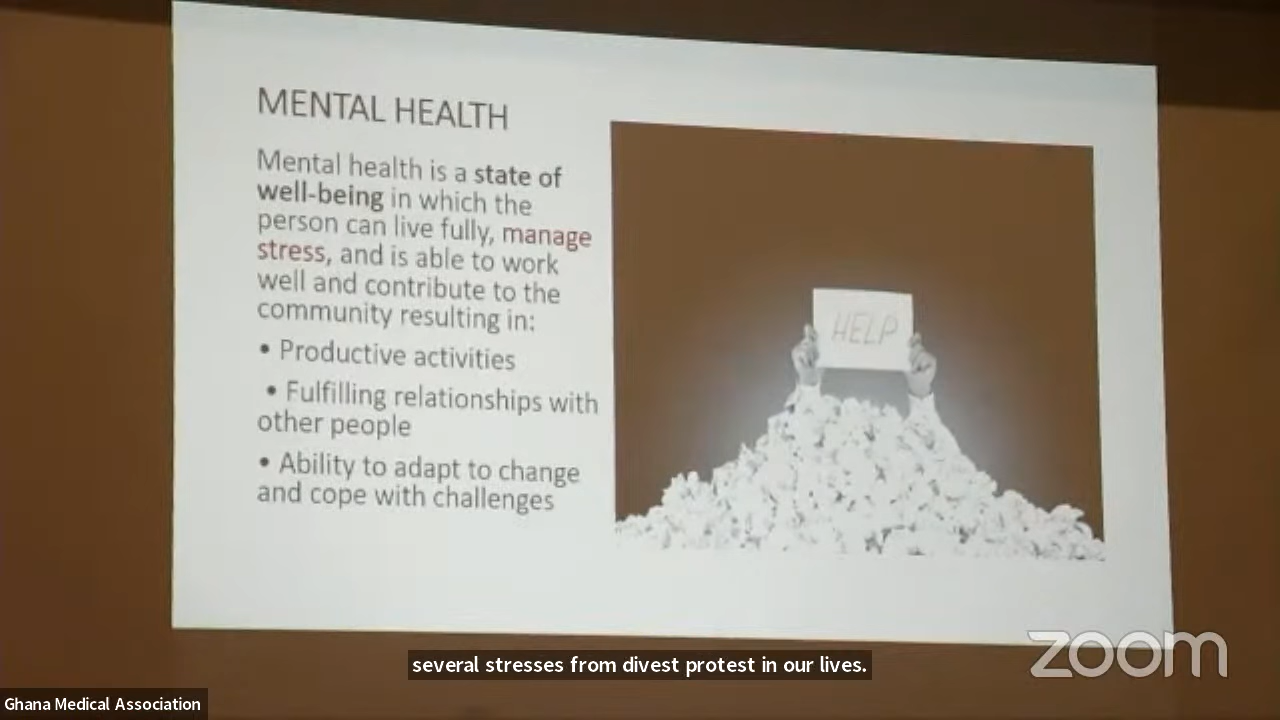 MENTAL HEALTH
Mental health is a state of
well-being in which the
person can live fully, manage
stress, and is able to work
well and contribute to the
community resulting in:
• Productive activities
• Fulfilling relationships with
other people
• Ability to adapt to change
and cope with challenges
HELP
several stresses from divest protest in our lives.
zoom
Ghana Medical Association